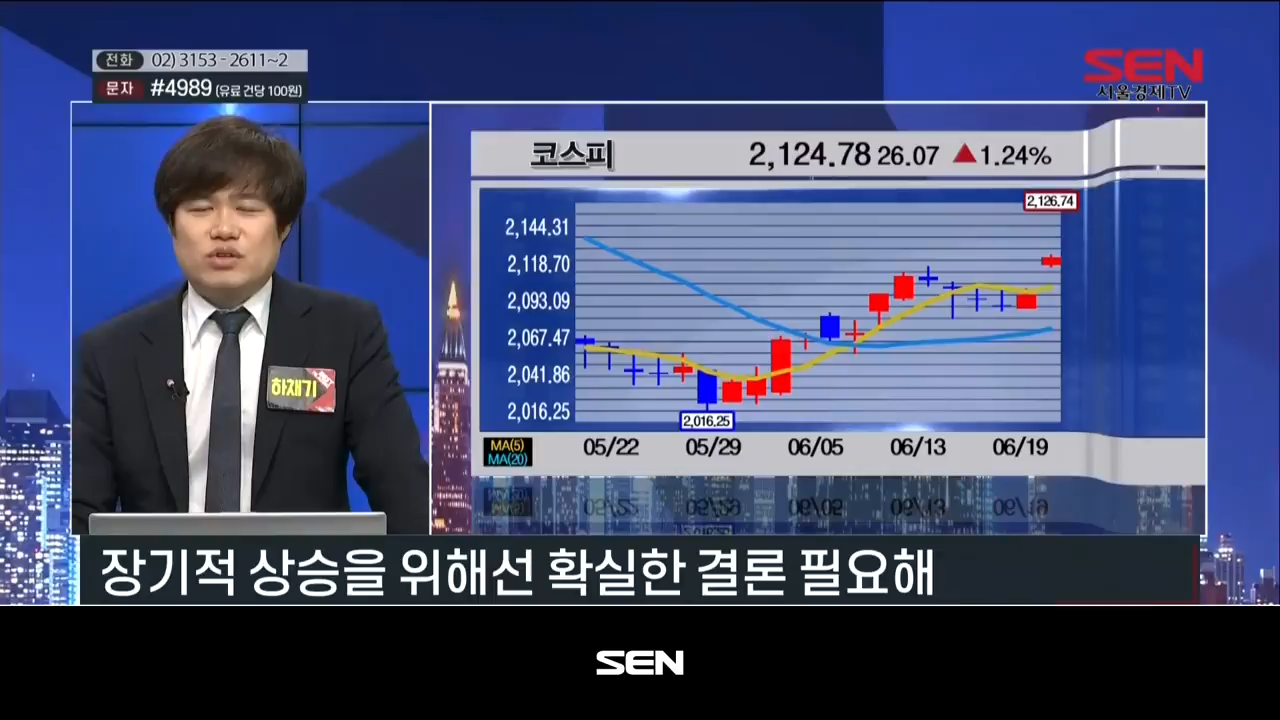 전화 02) 3153 - 2611~2
문자 #4989 (유료 건당 100원)
SEN
서울경제TV
하채기
코스피 2,124.78 26.07 ▲1.24%
2,126.74
2,144.31
2,118.70
2,093.09
2,067.47
2,041.86
2,016.25
2,016.25
MA(5)
MA(20)
05/22 05/29 06/05 06/13 06/19
장기적 상승을 위해선 확실한 결론 필요해
SEN